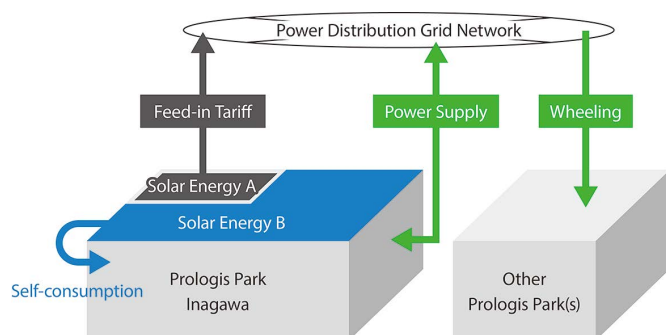 Power Distribution Grid Network
Feed-in Tariff
Power Supply
Wheeling
Solar Energy A
Solar Energy B
Self-consumption
Prologis Park
Inagawa
Other
Prologis Park(s)